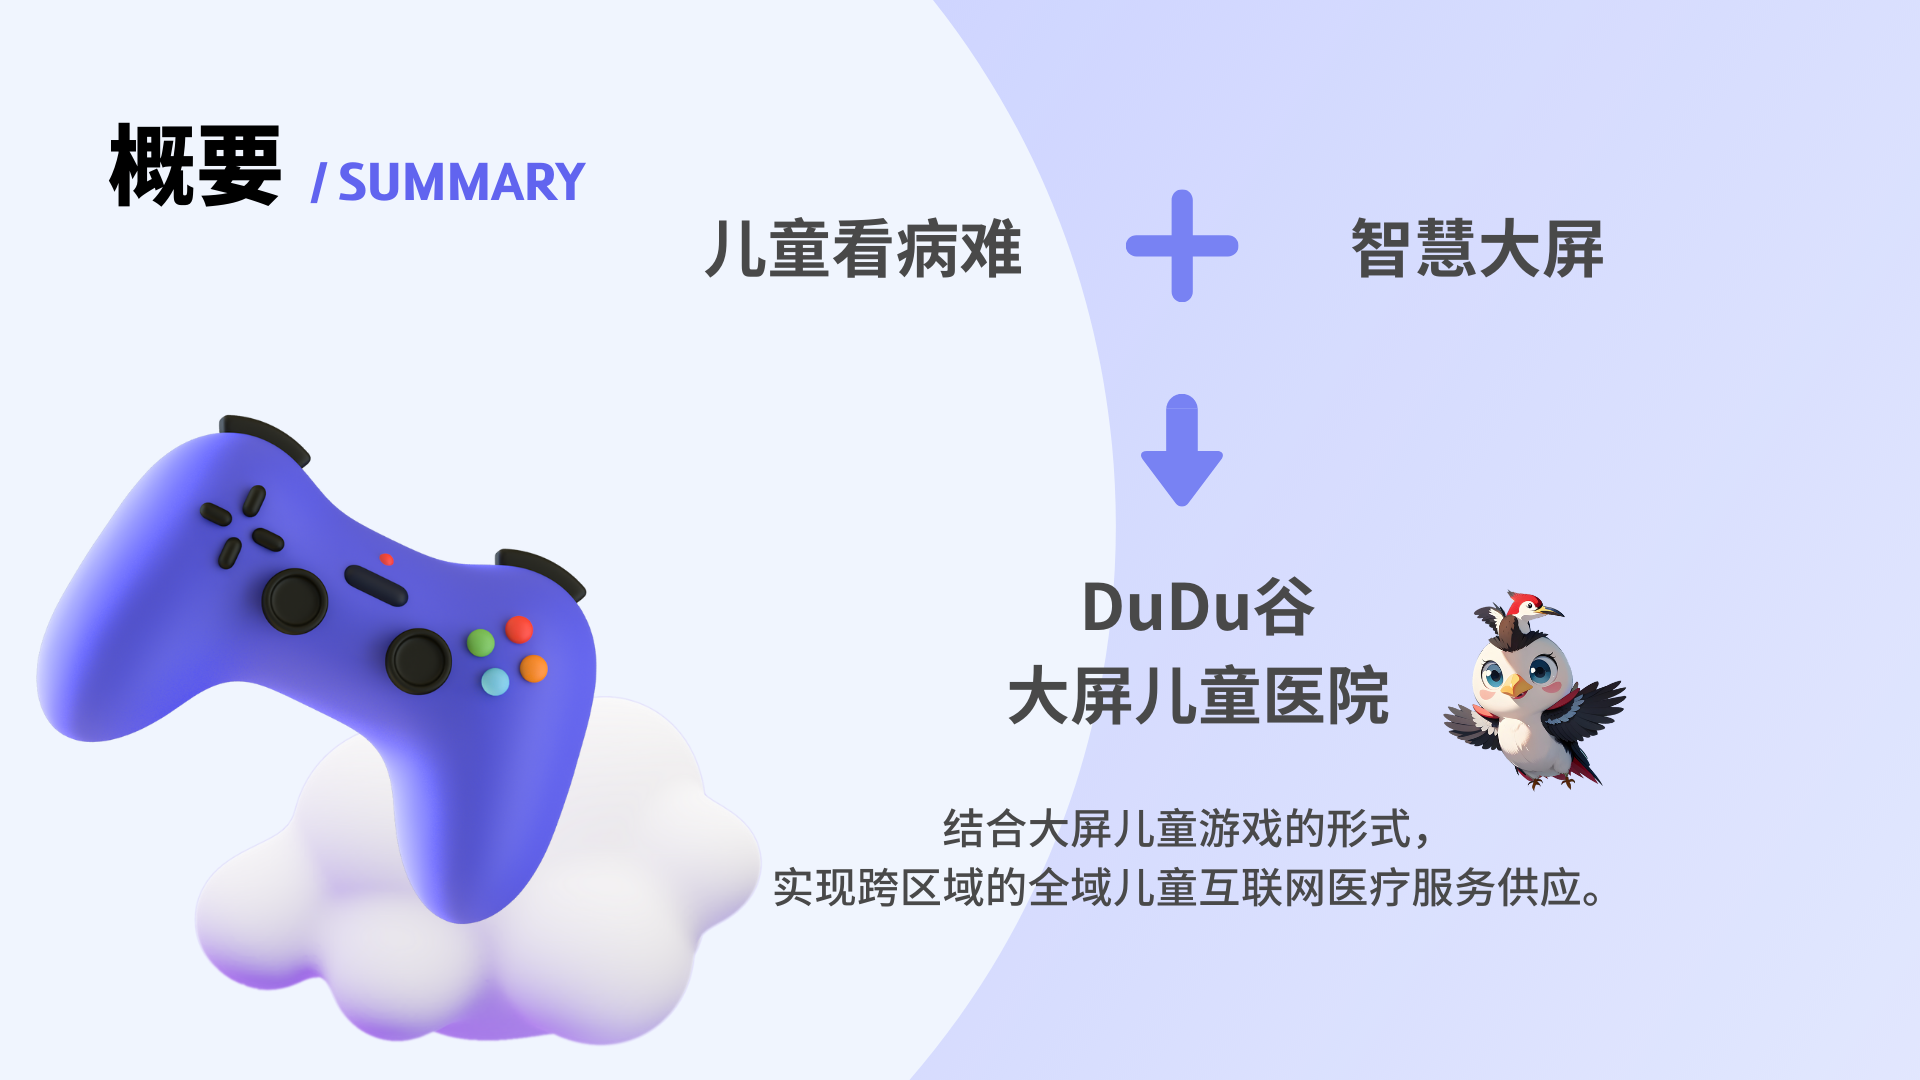 概要 / SUMMARY
儿童看病难
智慧大屏
DuDu谷
大屏儿童医院
结合大屏儿童游戏的形式，
实现跨区域的全域儿童互联网医疗服务供应。